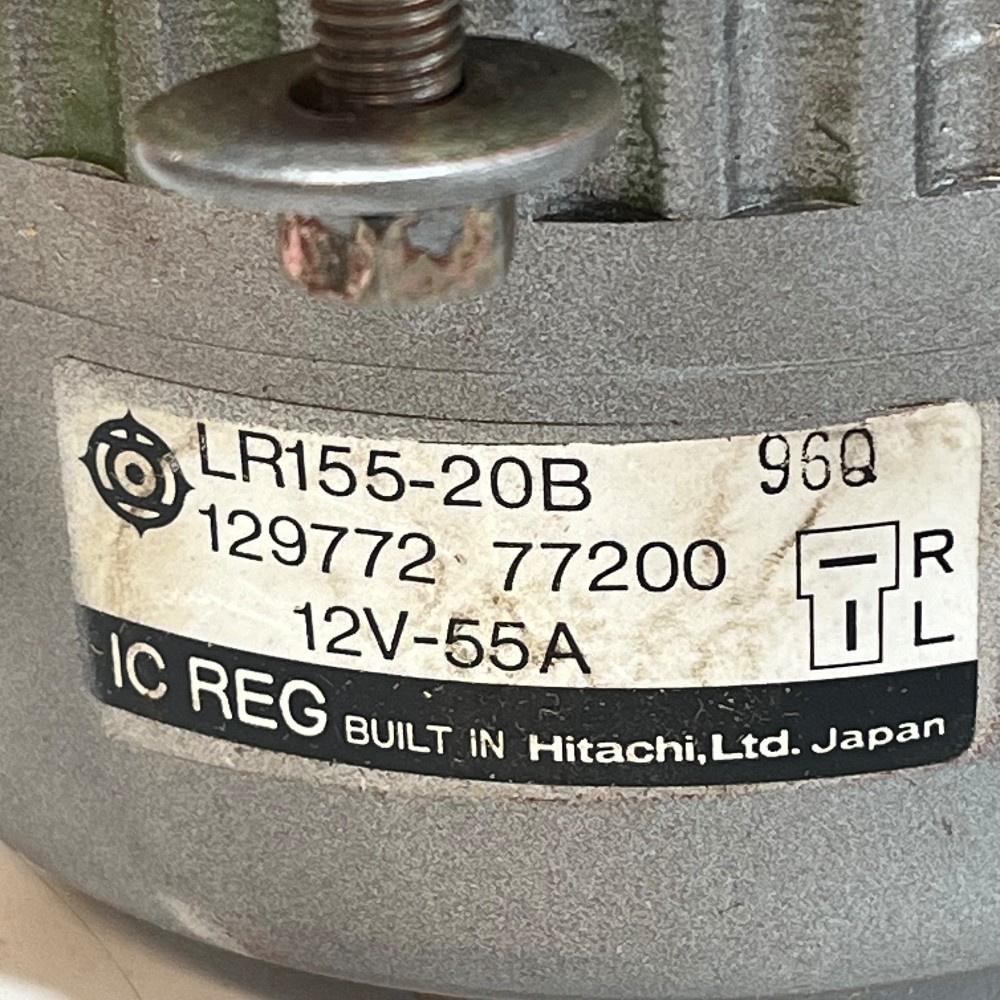 LR155-20B 96Q
129772 77200 R
12V-55A L
IC REG BUILT iN Hitachi,Ltd. Japan